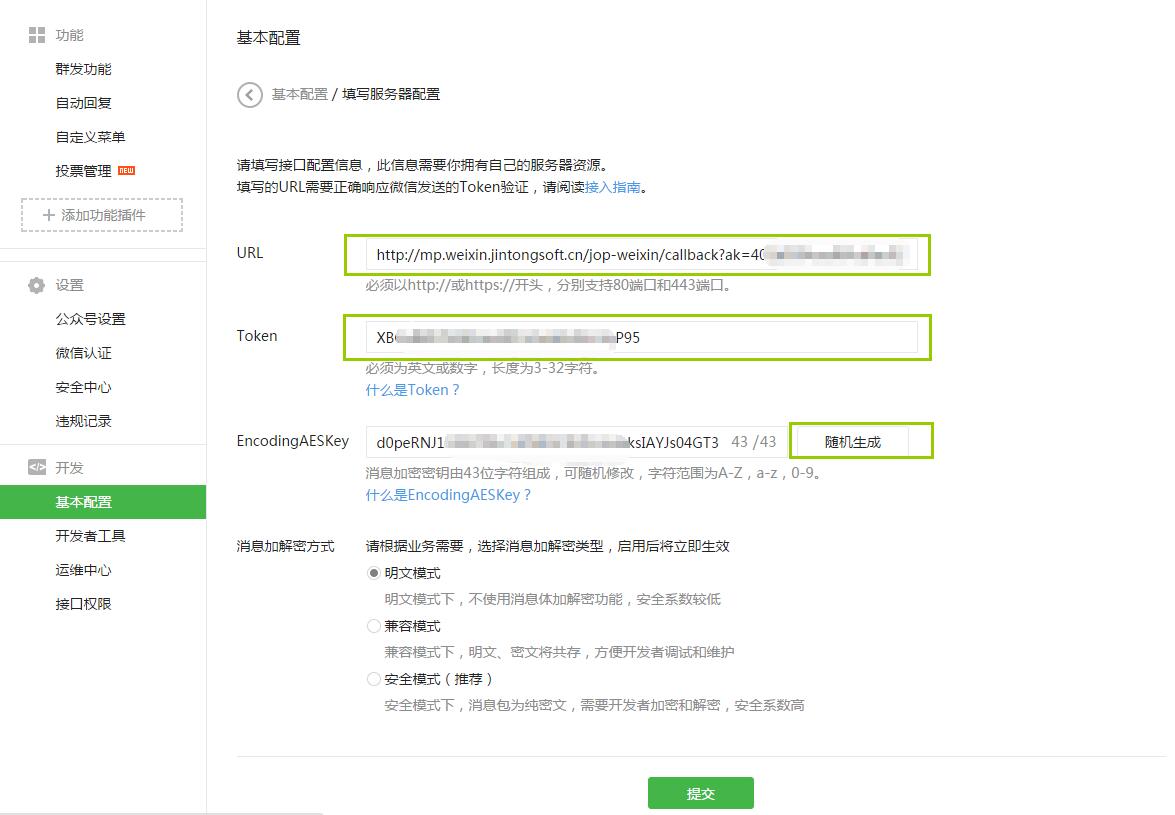 功能
群发功能
自动回复
自定义菜单
投票管理 NEW
添加功能插件
设置
公众号设置
微信认证
安全中心
违规记录
</> 开发
基本配置
开发者工具
运维中心
接口权限
基本配置
基本配置 / 填写服务器配置
请填写接口配置信息，此信息需要你拥有自己的服务器资源。
填写的URL需要正确响应微信发送的Token验证，请阅读接入指南。
URL
http://mp.weixin.jintongsoft.cn/jop-weixin/callback?ak=40
必须以http://或https://开头，分别支持80端口和443端口。
Token
XB P95
必须为英文或数字，长度为3-32字符。
什么是Token？
EncodingAESKey
d0peRNJ1 ksIAYJs04GT3 43 /43 随机生成
消息加密密钥由43位字符组成，可随机修改，字符范围为A-Z，a-z，0-9。
什么是EncodingAESKey？
消息加解密方式 请根据业务需要，选择消息加解密类型，启用后将立即生效
明文模式
明文模式下，不使用消息体加解密功能，安全系数较低
兼容模式
兼容模式下，明文、密文将共存，方便开发者调试和维护
安全模式（推荐）
安全模式下，消息包为纯密文，需要开发者加密和解密，安全系数高
提交